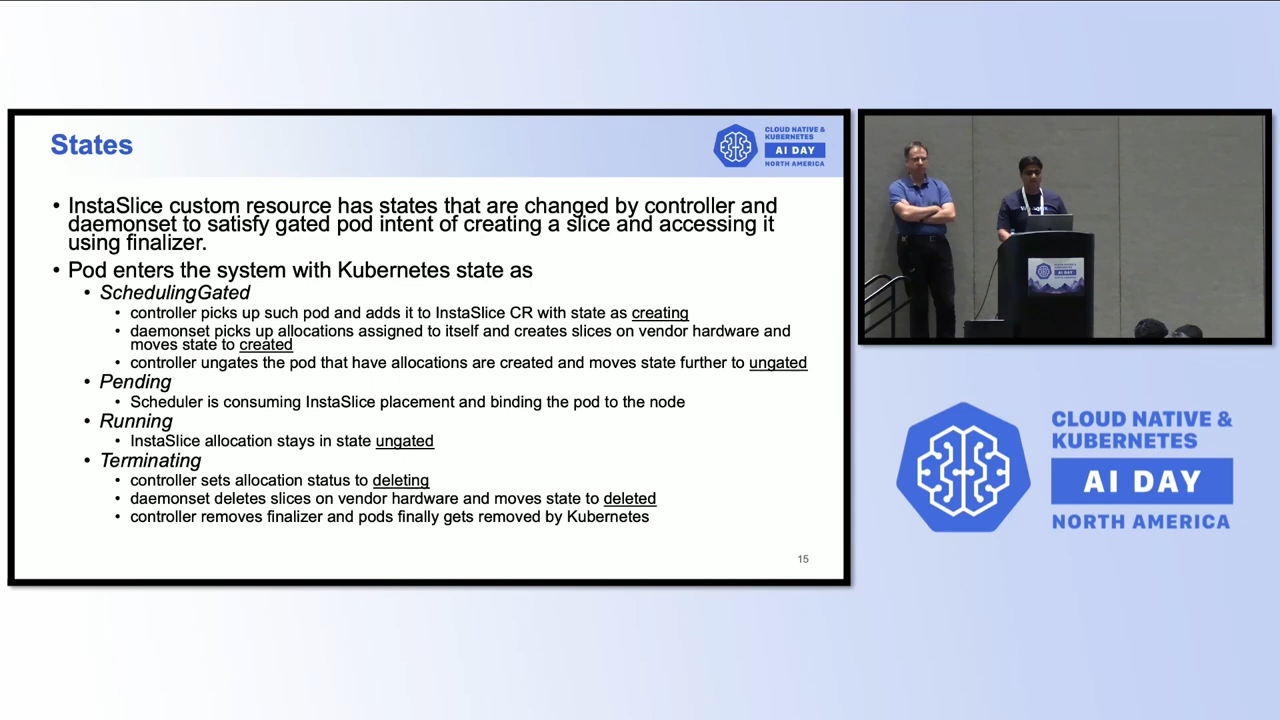 States
CLOUD NATIVE &
KUBERNETES
AI DAY
NORTH AMERICA
• InstaSlice custom resource has states that are changed by controller and
daemonset to satisfy gated pod intent of creating a slice and accessing it
using finalizer.
• Pod enters the system with Kubernetes state as
• SchedulingGated
• controller picks up such pod and adds it to InstaSlice CR with state as creating
• daemonset picks up allocations assigned to itself and creates slices on vendor hardware and
moves state to created
• controller ungates the pod that have allocations are created and moves state further to ungated
• Pending
• Scheduler is consuming InstaSlice placement and binding the pod to the node
• Running
• InstaSlice allocation stays in state ungated
• Terminating
• controller sets allocation status to deleting
• daemonset deletes slices on vendor hardware and moves state to deleted
• controller removes finalizer and pods finally gets removed by Kubernetes
15
AI DAY
CLOUD NATIVE &
KUBERNETES
AI DAY
NORTH AMERICA